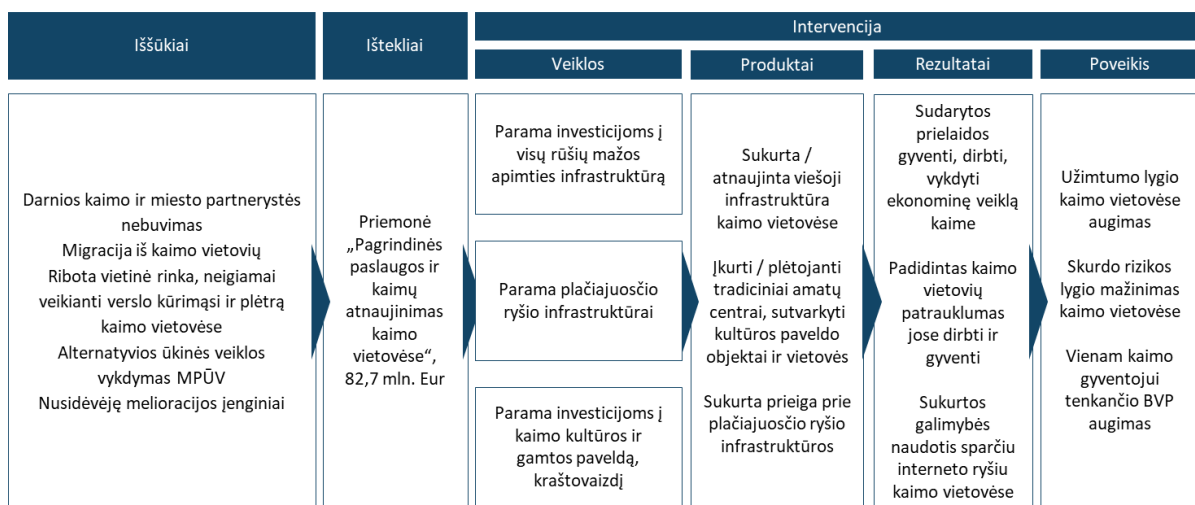 Iššūkiai
Ištekliai
Intervencija
Veiklos
Produktai
Rezultatai
Poveikis
Darnios kaimo ir miesto partnerystės
nebuvimas
Migracija iš kaimo vietovių
Ribota vietinė rinka, neigiamai
veikianti verslo kūrimąsi ir plėtrą
kaimo vietovėse
Alternatyvios ūkinės veiklos
vykdymas MPŪV
Nusidėvėję melioracijos įenginiai
Priemonė
„Pagrindinės
paslaugos ir
kaimų
atnaujinimas
kaimo
vietovėse“,
82,7 mln. Eur
Parama investicijoms į
visų rūšių mažos
apimties infrastruktūrą
Parama plačiajuosčio
ryšio infrastruktūrai
Parama investicijoms į
kaimo kultūros ir
gamtos paveldą,
kraštovaizdį
Sukurta /
atnaujinta viešoji
infrastruktūra
kaimo vietovėse
Įkurti / plėtojanti
tradiciniai amatų
centrai, sutvarkyti
kultūros paveldo
objektai ir vietovės
Sukurta prieiga prie
plačiajuosčio ryšio
infrastruktūros
Sudarytos
prielaidos
gyventi, dirbti,
vykdyti
ekonominę veiklą
kaime
Padidintas kaimo
vietovių
patrauklumas
jose dirbti ir
gyventi
Sukurtos
galimybės
naudotis sparčiu
interneto ryšiu
kaimo vietovėse
Užimtumo lygio
kaimo vietovėse
augimas
Skurdo rizikos
lygio mažinimas
kaimo vietovėse
Vienam kaimo
gyventojui
tenkančio BVP
augimas